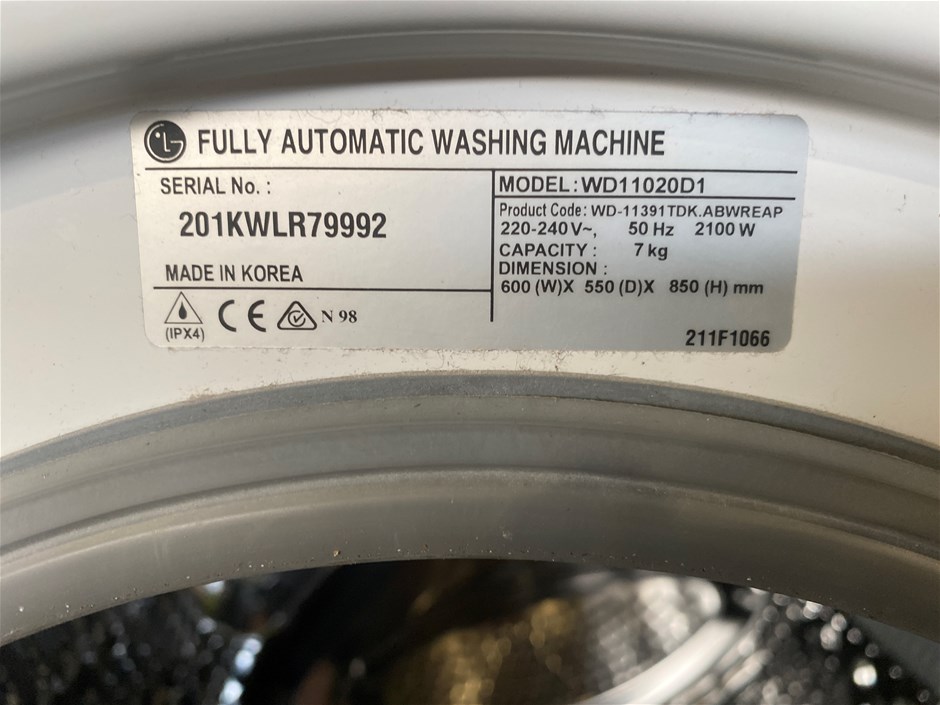 LG FULLY AUTOMATIC WASHING MACHINE
SERIAL No. :
201KWLR79992
MADE IN KOREA
(IPX4) CE N 98
MODEL : WD11020D1
Product Code: WD-11391TDK.ABWREAP
220-240 V~, 50 Hz 2100 W
CAPACITY : 7 kg
DIMENSION :
600 (W)X 550 (D)X 850 (H) mm
211F1066